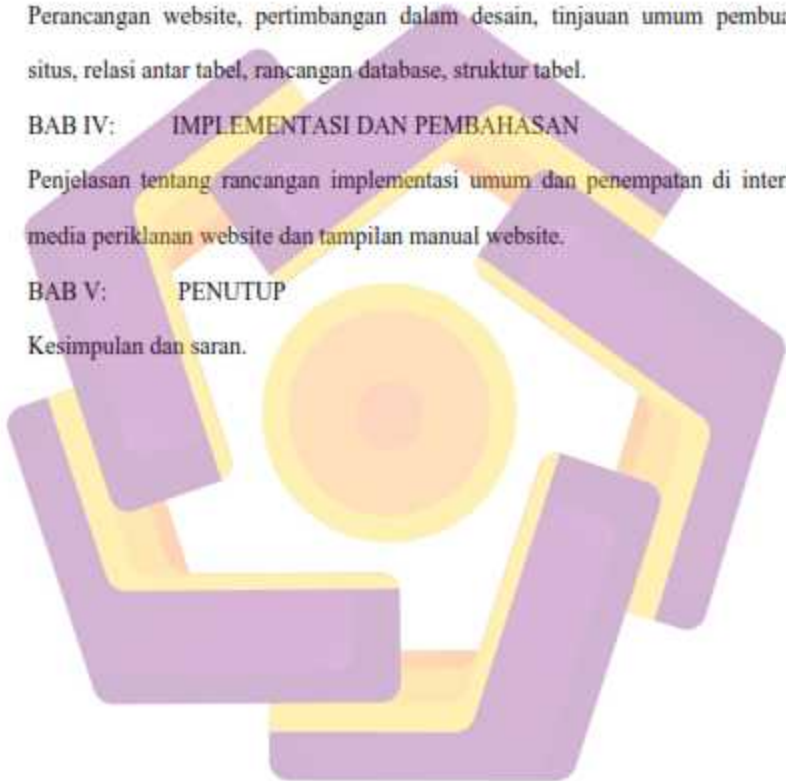 Perancangan website, pertimbangan dalam desain, tinjauan umum pembua
situs, relasi antar tabel, rancangan database, struktur tabel.
BAB IV: IMPLEMENTASI DAN PEMBAHASAN
Penjelasan tentang rancangan implementasi umum dan penempatan di inter
media periklanan website dan tampilan manual website.
BAB V: PENUTUP
Kesimpulan dan saran.